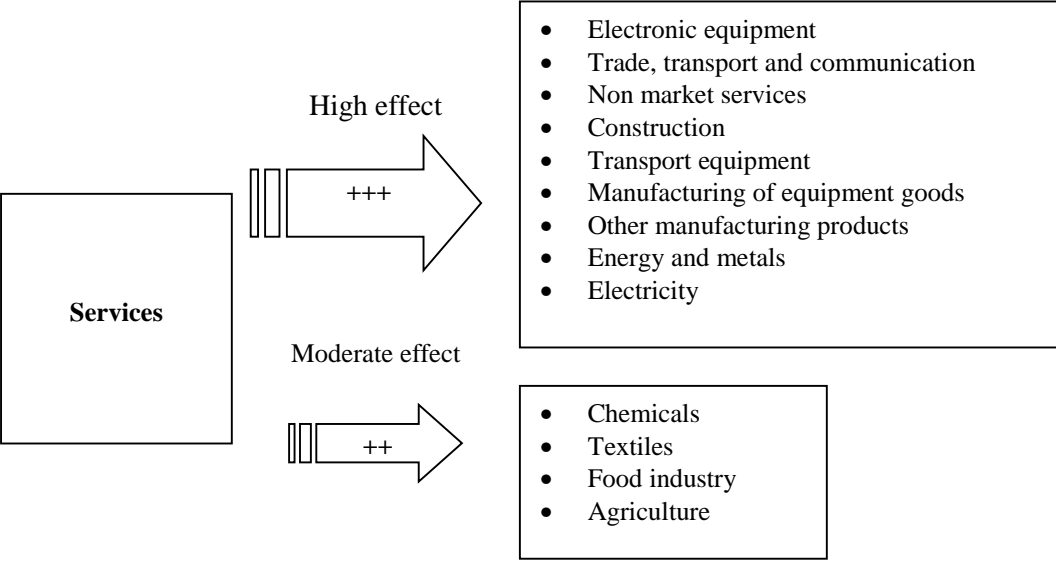 Services
High effect
+++
• Electronic equipment
• Trade, transport and communication
• Non market services
• Construction
• Transport equipment
• Manufacturing of equipment goods
• Other manufacturing products
• Energy and metals
• Electricity
Moderate effect
++
• Chemicals
• Textiles
• Food industry
• Agriculture